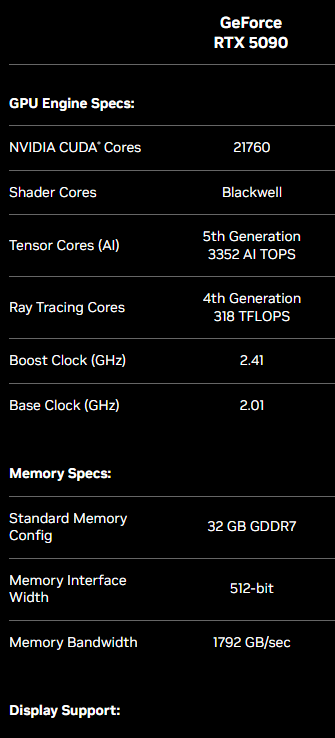 GeForce
RTX 5090
GPU Engine Specs:
NVIDIA CUDA® Cores 21760
Shader Cores Blackwell
Tensor Cores (AI) 5th Generation
3352 AI TOPS
Ray Tracing Cores 4th Generation
318 TFLOPS
Boost Clock (GHz) 2.41
Base Clock (GHz) 2.01
Memory Specs:
Standard Memory
Config 32 GB GDDR7
Memory Interface
Width 512-bit
Memory Bandwidth 1792 GB/sec
Display Support: